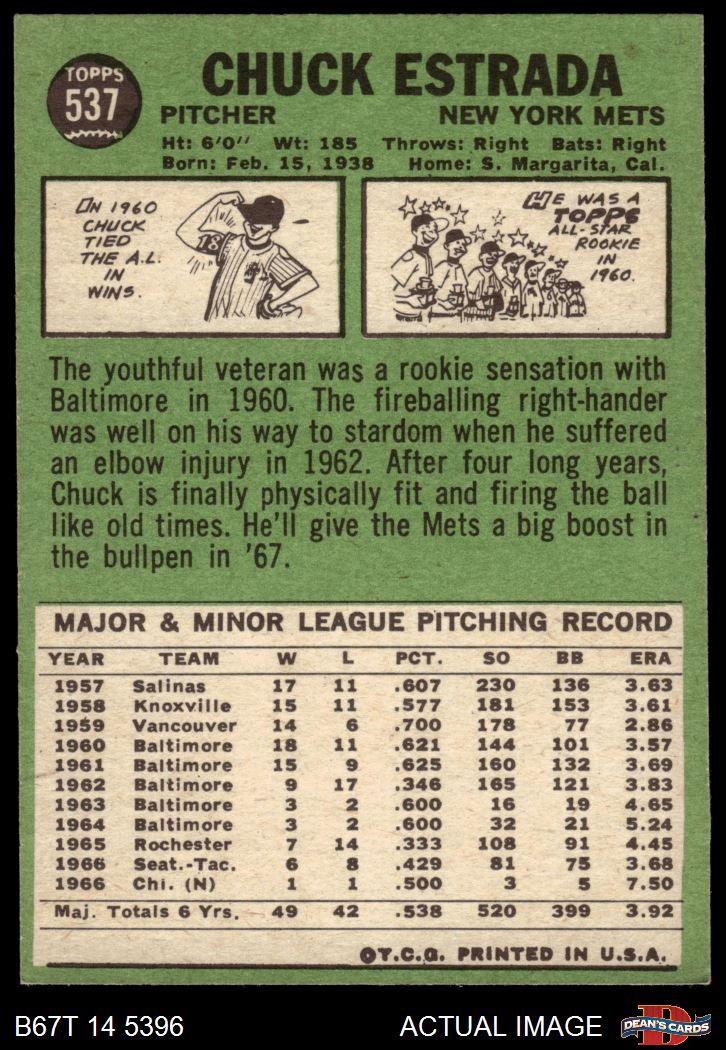 TOPPS
537
CHUCK ESTRADA
PITCHER NEW YORK METS
Ht: 6'0" Wt: 185 Throws: Right Bats: Right
Born: Feb. 15, 1938 Home: S. Margarita, Cal.
IN 1960
CHUCK
TIED
THE A.L.
IN
WINS.
18
HE WAS A
TOPPS
ALL-STAR
ROOKIE
IN
1960.
The youthful veteran was a rookie sensation with
Baltimore in 1960. The fireballing right-hander
was well on his way to stardom when he suffered
an elbow injury in 1962. After four long years,
Chuck is finally physically fit and firing the ball
like old times. He'll give the Mets a big boost in
the bullpen in '67.
MAJOR & MINOR LEAGUE PITCHING RECORD
YEAR TEAM W L PCT. SO BB ERA
1957 Salinas 17 11 .607 230 136 3.63
1958 Knoxville 15 11 .577 181 153 3.61
1959 Vancouver 14 6 .700 178 77 2.86
1960 Baltimore 18 11 .621 144 101 3.57
1961 Baltimore 15 9 .625 160 132 3.69
1962 Baltimore 9 17 .346 165 121 3.83
1963 Baltimore 3 2 .600 16 19 4.65
1964 Baltimore 3 2 .600 32 21 5.24
1965 Rochester 7 14 .333 108 91 4.45
1966 Seat.-Tac. 6 8 .429 81 75 3.68
1966 Chi. (N) 1 1 .500 3 5 7.50
Maj. Totals 6 Yrs. 49 42 .538 520 399 3.92
©T.C.G. PRINTED IN U.S.A.
B67T 14 5396 ACTUAL IMAGE
D
DEAN'S CARDS